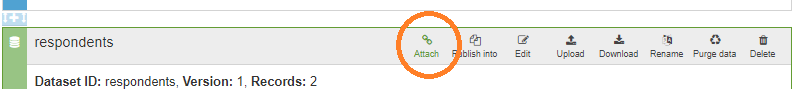 respondents Attach Publish into Edit Upload Download Rename Purge data Delete
Dataset ID: respondents, Version: 1, Records: 2